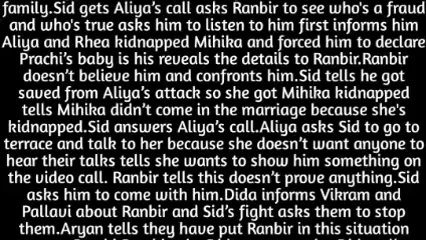 family.Sid gets Aliya's call asks Ranbir to see who's a fraud
and who's true asks him to listen to him first informs him
Aliya and Rhea kidnapped Mihika and forced him to declare
Prachi's baby is his reveals the details to Ranbir.Ranbir
doesn't believe him and confronts him.Sid tells he got
saved from Aliya's attack so she got Mihika kidnapped
tells Mihika didn't come in the marriage because she's
kidnapped.Sid answers Aliya's call.Aliya asks Sid to go to
terrace and talk to her because she doesn't want anyone to
hear their talks tells she wants to show him something on
the video call. Ranbir tells this doesn't prove anything.Sid
asks him to come with him.Dida informs Vikram and
Pallavi about Ranbir and Sid's fight asks them to stop
them.Aryan tells they have put Ranbir in this situation